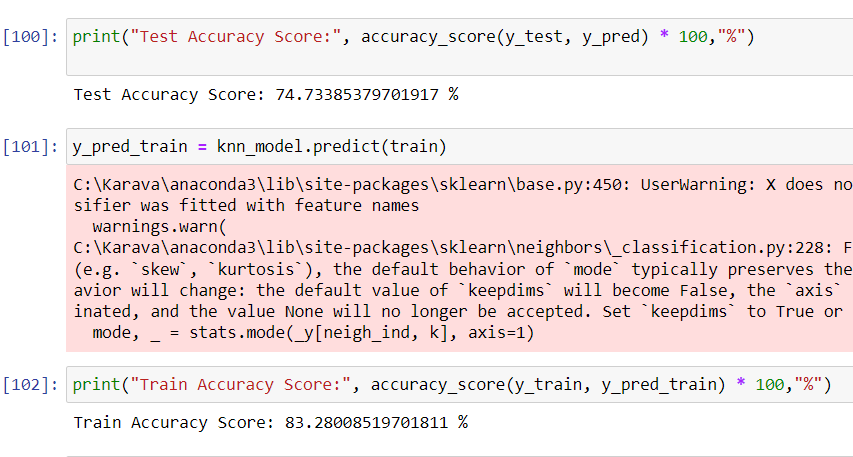 [100]: print("Test Accuracy Score:", accuracy_score(y_test, y_pred) * 100,"%")
Test Accuracy Score: 74.73385379701917 %
[101]: y_pred_train = knn_model.predict(train)
C:\Karava\anaconda3\lib\site-packages\sklearn\base.py:450: UserWarning: X does no
sifier was fitted with feature names
  warnings.warn(
C:\Karava\anaconda3\lib\site-packages\sklearn\neighbors\_classification.py:228: F
(e.g. `skew`, `kurtosis`), the default behavior of `mode` typically preserves the
avior will change: the default value of `keepdims` will become False, the `axis`
inated, and the value None will no longer be accepted. Set `keepdims` to True or
  mode, _ = stats.mode(_y[neigh_ind, k], axis=1)
[102]: print("Train Accuracy Score:", accuracy_score(y_train, y_pred_train) * 100,"%")
Train Accuracy Score: 83.28008519701811 %